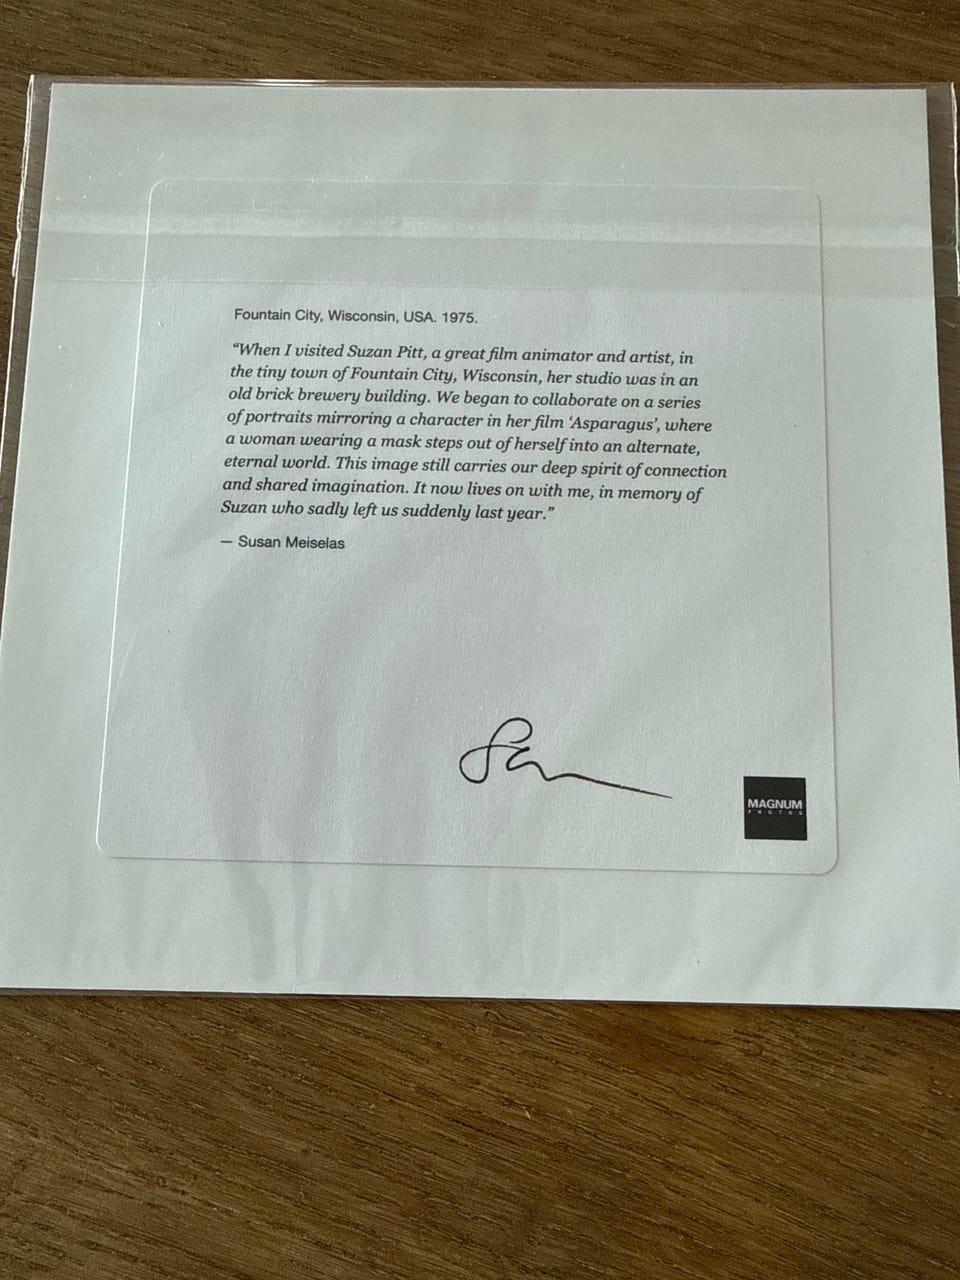 Fountain City, Wisconsin, USA. 1975.
“When I visited Suzan Pitt, a great film animator and artist, in
the tiny town of Fountain City, Wisconsin, her studio was in an
old brick brewery building. We began to collaborate on a series
of portraits mirroring a character in her film ‘Asparagus’, where
a woman wearing a mask steps out of herself into an alternate,
eternal world. This image still carries our deep spirit of connection
and shared imagination. It now lives on with me, in memory of
Suzan who sadly left us suddenly last year.”
— Susan Meiselas
MAGNUM
PHOTOS